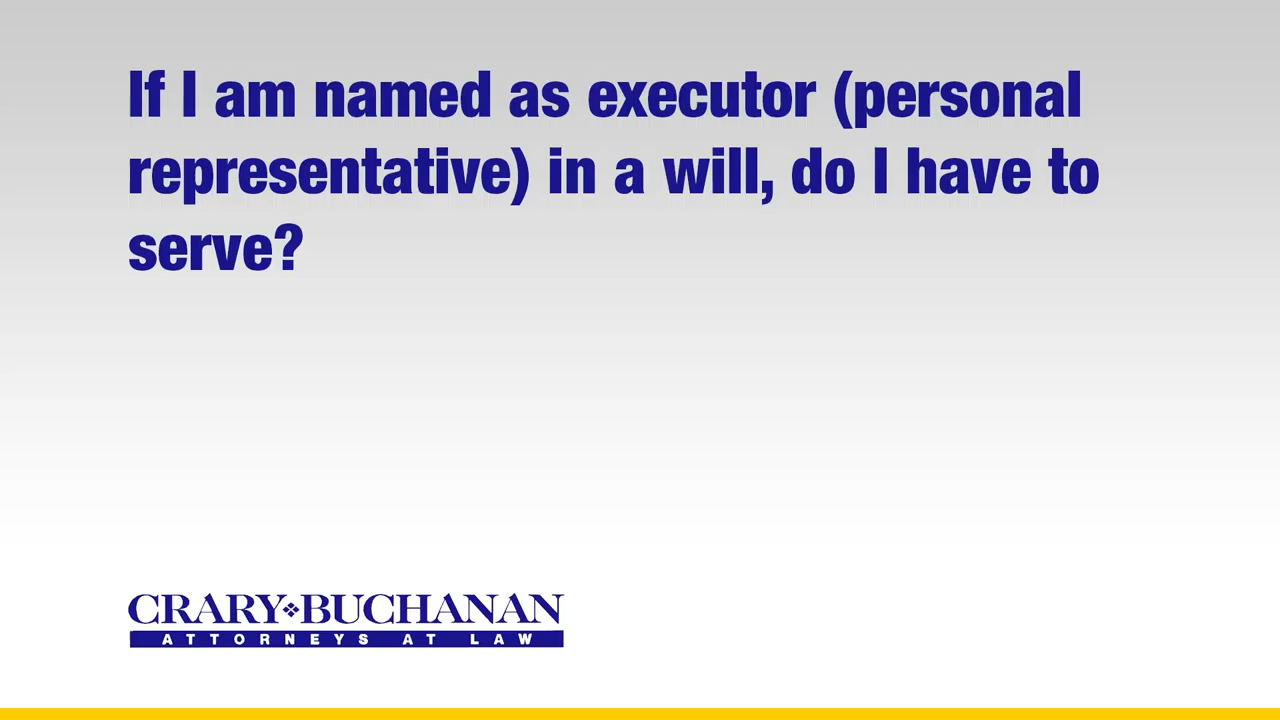 If I am named as executor (personal
representative) in a will, do I have to
serve?
CRARY BUCHANAN
ATTORNEYS AT LAW